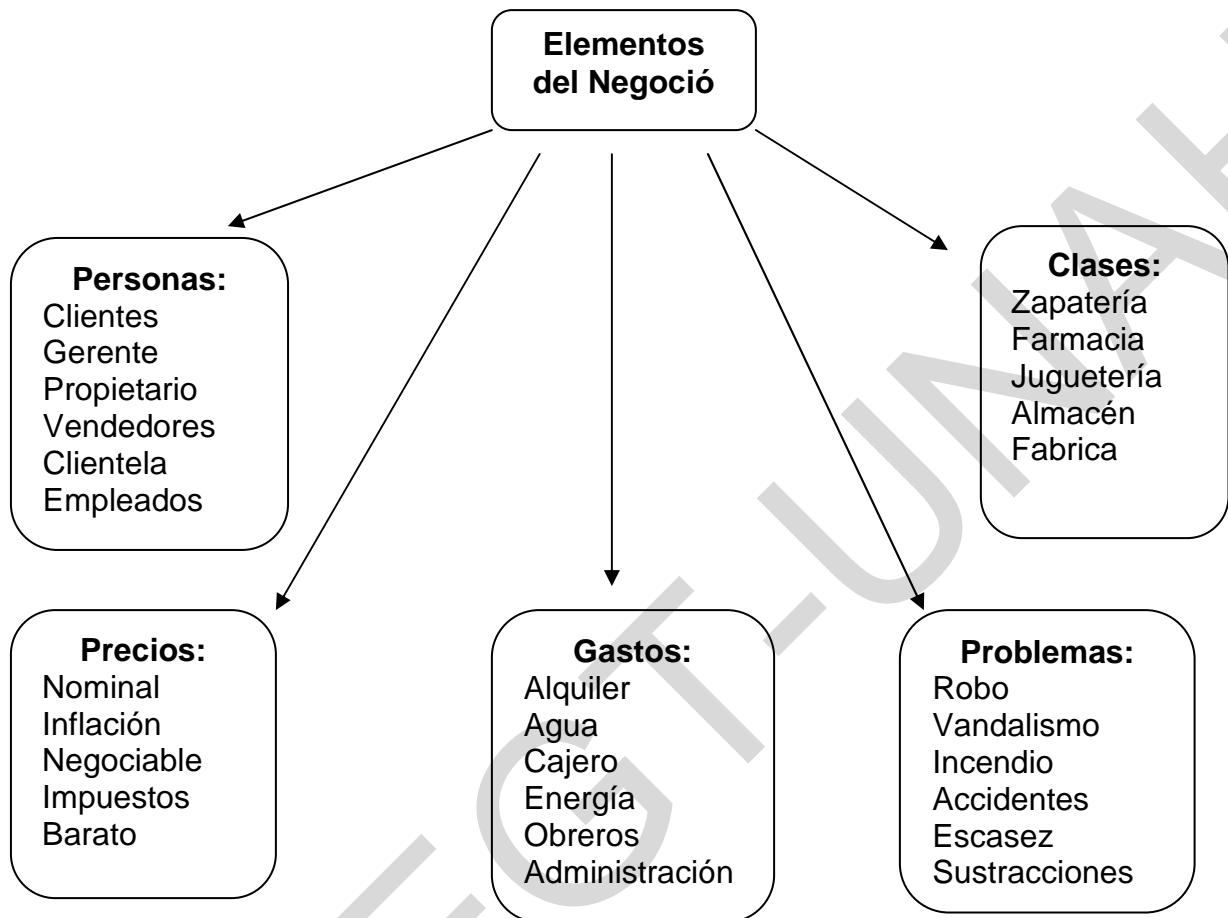 Elementos
del Negoció
Personas:
Clientes
Gerente
Propietario
Vendedores
Clientela
Empleados
Clases:
Zapatería
Farmacia
Juguetería
Almacén
Fabrica
Precios:
Nominal
Inflación
Negociable
Impuestos
Barato
Gastos:
Alquiler
Agua
Cajero
Energía
Obreros
Administración
Problemas:
Robo
Vandalismo
Incendio
Accidentes
Escasez
Sustracciones